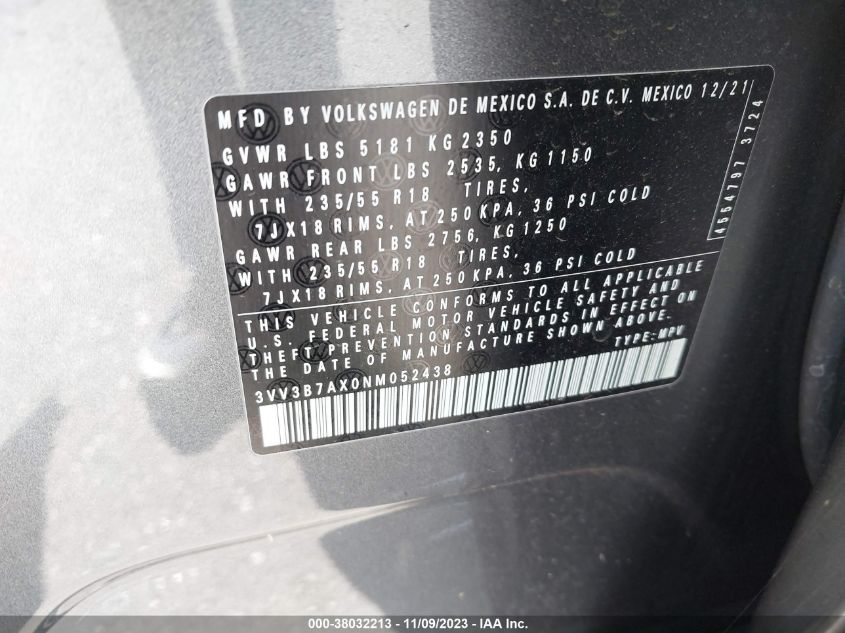 MFD BY VOLKSWAGEN DE MEXICO S.A. DE C.V. MEXICO 12/21
GVWR LBS 5181 KG 2350
GAWR FRONT LBS 2535, KG 1150
WITH 235/55 R18 TIRES,
7JX18 RIMS, AT 250 KPA, 36 PSI COLD
GAWR REAR LBS 2756, KG 1250
WITH 235/55 R18 TIRES,
7JX18 RIMS, AT 250 KPA, 36 PSI COLD
THIS VEHICLE CONFORMS TO ALL APPLICABLE
U.S. FEDERAL MOTOR VEHICLE SAFETY AND
THEFT PREVENTION STANDARDS IN EFFECT ON
THE DATE OF MANUFACTURE SHOWN ABOVE.
3VV3B7AX0NM052438 TYPE: MPV
4554797 3724
000-38032213 - 11/09/2023 - IAA Inc.